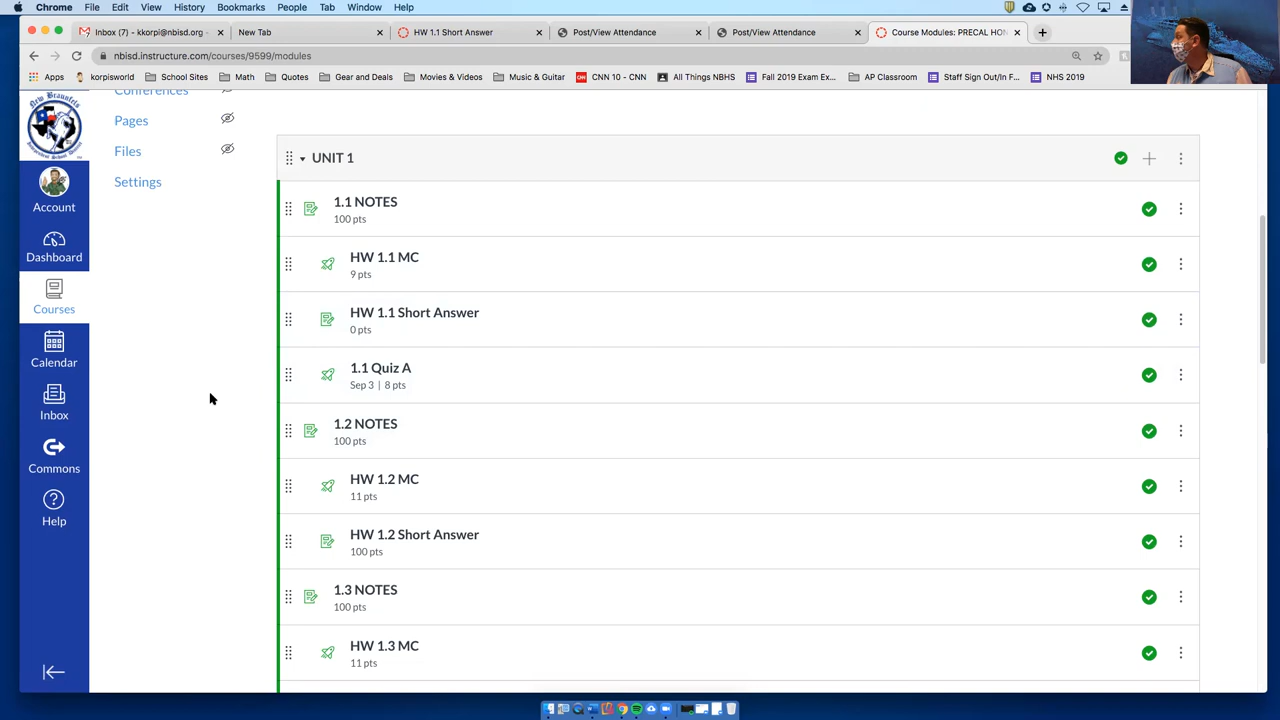 Chrome File Edit View History Bookmarks People Tab Window Help
Inbox (7) - kkorpi@nbisd.org -
New Tab
HW 1.1 Short Answer
Post/View Attendance
Post/View Attendance
Course Modules: PRECAL HON
nbisd.instructure.com/courses/9599/modules
Apps korpisworld School Sites Math Quotes Gear and Deals Movies & Videos Music & Guitar CNN 10 - CNN All Things NBHS Fall 2019 Exam Ex... AP Classroom Staff Sign Out/In F... NHS 2019
Account
Dashboard
Courses
Calendar
Inbox
Commons
Help
Conferences
Pages
Files
Settings
UNIT 1
1.1 NOTES
100 pts
HW 1.1 MC
9 pts
HW 1.1 Short Answer
0 pts
1.1 Quiz A
Sep 3 | 8 pts
1.2 NOTES
100 pts
HW 1.2 MC
11 pts
HW 1.2 Short Answer
100 pts
1.3 NOTES
100 pts
HW 1.3 MC
11 pts